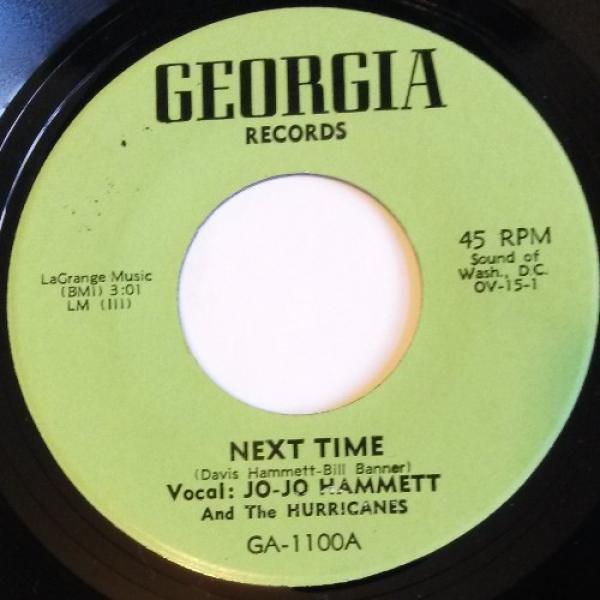 GEORGIA
RECORDS
LaGrange Music
(BMI) 3:01
LM (III)
45 RPM
Sound of
Wash., D.C.
OV-15-1
NEXT TIME
(Davis Hammett-Bill Banner)
Vocal: JO-JO HAMMETT
And The HURRICANES
GA-1100A